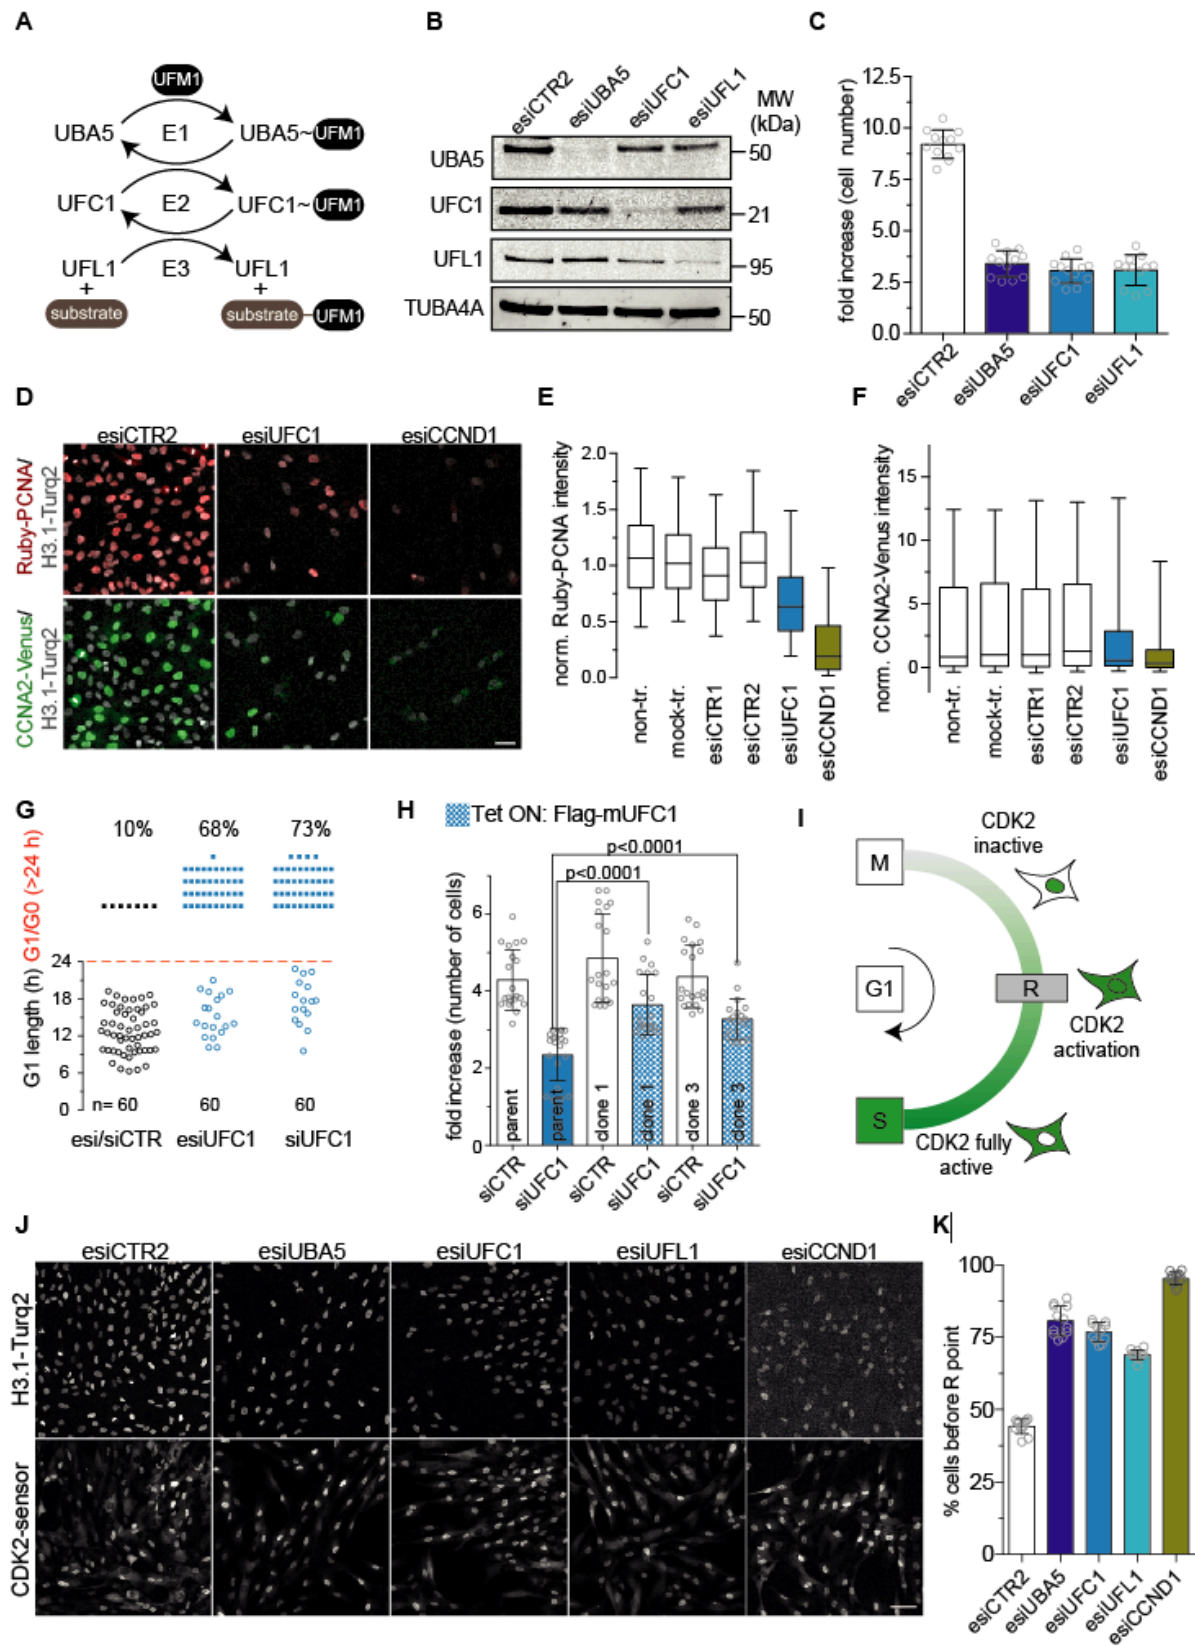 A
UFM1
UBA5 E1 UBA5~UFM1
UFC1 E2 UFC1~UFM1
UFL1 E3 UFL1
+ +
substrate substrate UFM1
B
esiCTR2 esiUBA5 esiUFC1 esiUFL1
MW
(kDa)
UBA5 50
UFC1 21
UFL1 95
TUBA4A 50
C
fold increase (cell number)
12.5
10.0
7.5
5.0
2.5
0.0
esiCTR2 esiUBA5 esiUFC1 esiUFL1
D
esiCTR2 esiUFC1 esiCCND1
Ruby-PCNA/
H3.1-Turq2
CCNA2-Venus/
H3.1-Turq2
E
norm. Ruby-PCNA intensity
2.0
1.5
1.0
0.5
0.0
non-tr. mock-tr. esiCTR1 esiCTR2 esiUFC1 esiCCND1
F
norm. CCNA2-Venus intensity
15
10
5
0
non-tr. mock-tr. esiCTR1 esiCTR2 esiUFC1 esiCCND1
G
10% 68% 73%
G1/G0 (>24 h)
G1 length (h)
24
18
12
6
0
n= 60 60 60
esi/siCTR esiUFC1 siUFC1
H
Tet ON: Flag-mUFC1
p<0.0001
p<0.0001
fold increase (number of cells)
6
4
2
0
parent parent clone 1 clone 1 clone 3 clone 3
siCTR siUFC1 siCTR siUFC1 siCTR siUFC1
I
CDK2
inactive
M
G1
R
CDK2
activation
S
CDK2 fully
active
J
esiCTR2 esiUBA5 esiUFC1 esiUFL1 esiCCND1
H3.1-Turq2
CDK2-sensor
K
% cells before R point
100
75
50
25
0
esiCTR2 esiUBA5 esiUFC1 esiUFL1 esiCCND1